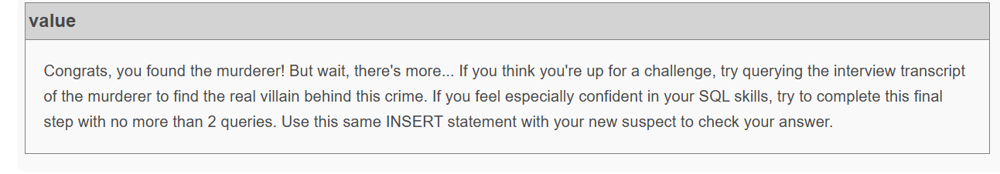 value
Congrats, you found the murderer! But wait, there's more... If you think you're up for a challenge, try querying the interview transcript
of the murderer to find the real villain behind this crime. If you feel especially confident in your SQL skills, try to complete this final
step with no more than 2 queries. Use this same INSERT statement with your new suspect to check your answer.